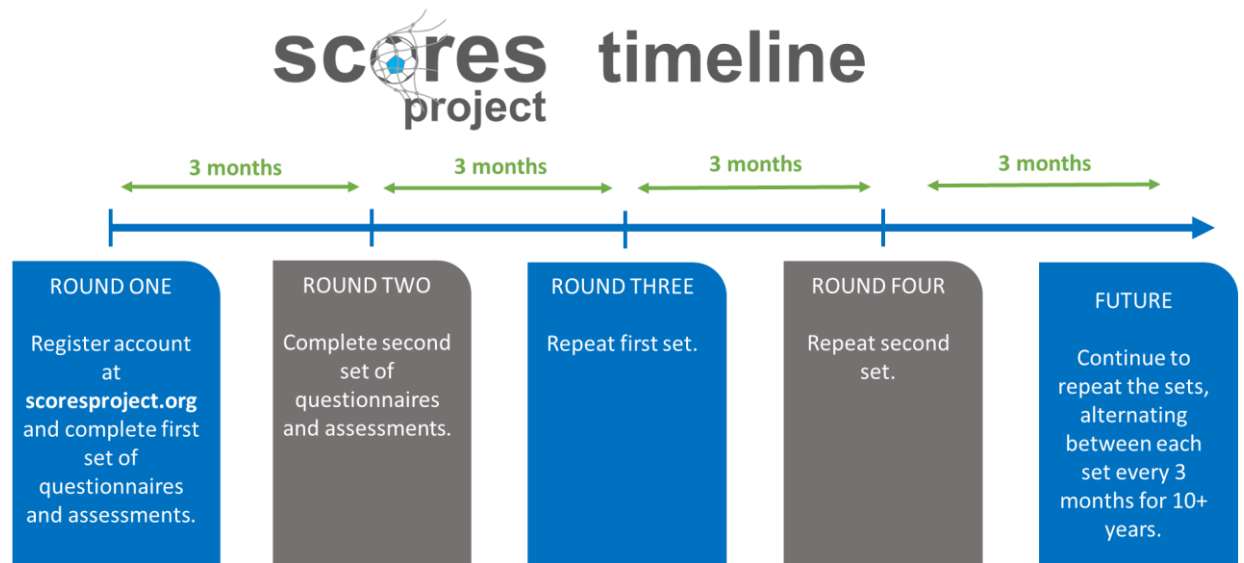 scores timeline
project
3 months
3 months
3 months
3 months
ROUND ONE
Register account
at
scoresproject.org
and complete first
set of
questionnaires
and assessments.
ROUND TWO
Complete second
set of
questionnaires
and assessments.
ROUND THREE
Repeat first set.
ROUND FOUR
Repeat second
set.
FUTURE
Continue to
repeat the sets,
alternating
between each
set every 3
months for 10+
years.